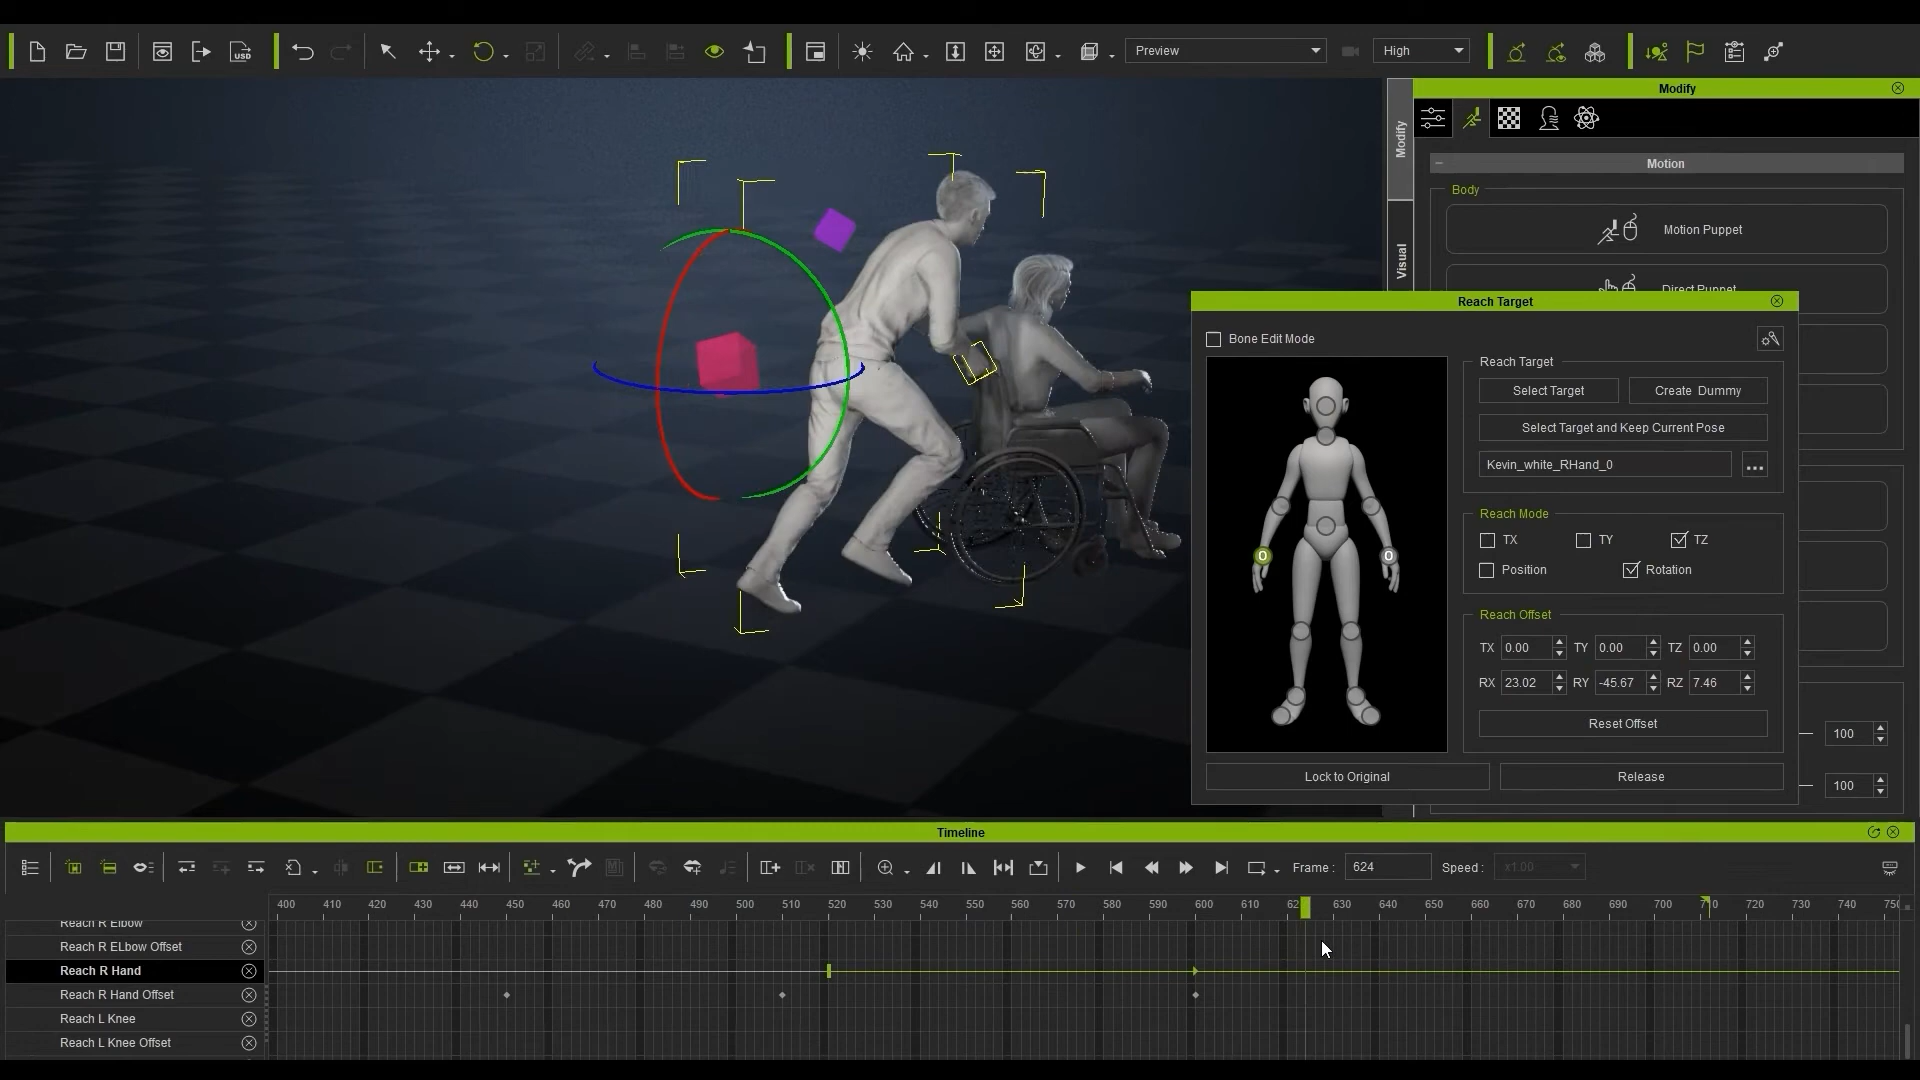 USD
Preview
High
Modify
Modify
Visual
Motion
Body
Motion Puppet
Direct Puppet
Reach Target
Bone Edit Mode
Reach Target
Select Target
Create Dummy
Select Target and Keep Current Pose
Kevin_white_RHand_0
...
Reach Mode
TX
TY
TZ
Position
Rotation
O
O
Reach Offset
TX 0.00 TY 0.00 TZ 0.00
RX 23.02 RY -45.67 RZ 7.46
Reset Offset
100
Lock to Original
Release
100
Timeline
Frame : 624
Speed : x1.00
400 410 420 430 440 450 460 470 480 490 500 510 520 530 540 550 560 570 580 590 600 610 62 630 640 650 660 670 680 690 700 710 720 730 740 750
Reach R Elbow
Reach R ELbow Offset
Reach R Hand
Reach R Hand Offset
Reach L Knee
Reach L Knee Offset